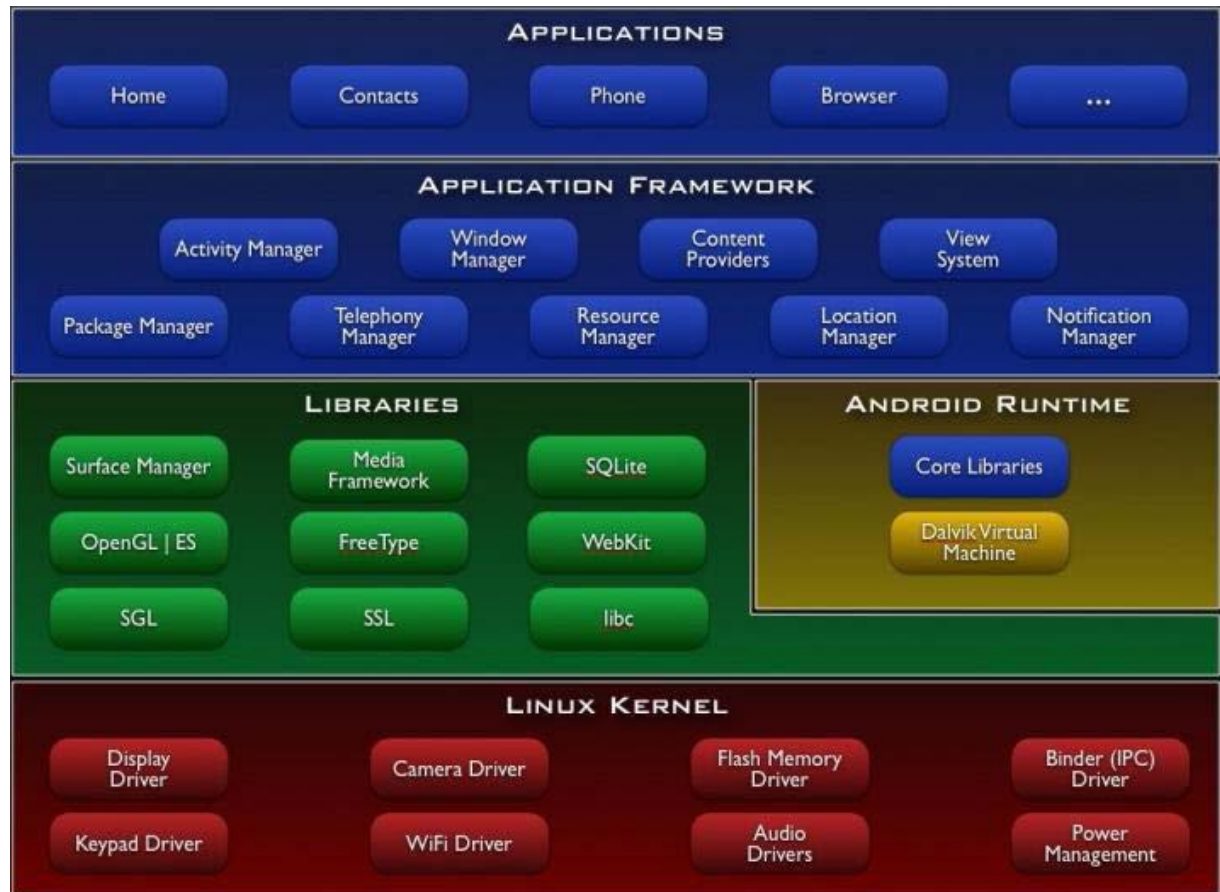 APPLICATIONS
Home
Contacts
Phone
Browser
...
APPLICATION FRAMEWORK
Activity Manager
Window
Manager
Content
Providers
View
System
Package Manager
Telephony
Manager
Resource
Manager
Location
Manager
Notification
Manager
LIBRARIES
Surface Manager
Media
Framework
SQLite
OpenGL | ES
FreeType
WebKit
SGL
SSL
libc
ANDROID RUNTIME
Core Libraries
Dalvik Virtual
Machine
LINUX KERNEL
Display
Driver
Camera Driver
Flash Memory
Driver
Binder (IPC)
Driver
Keypad Driver
WiFi Driver
Audio
Drivers
Power
Management